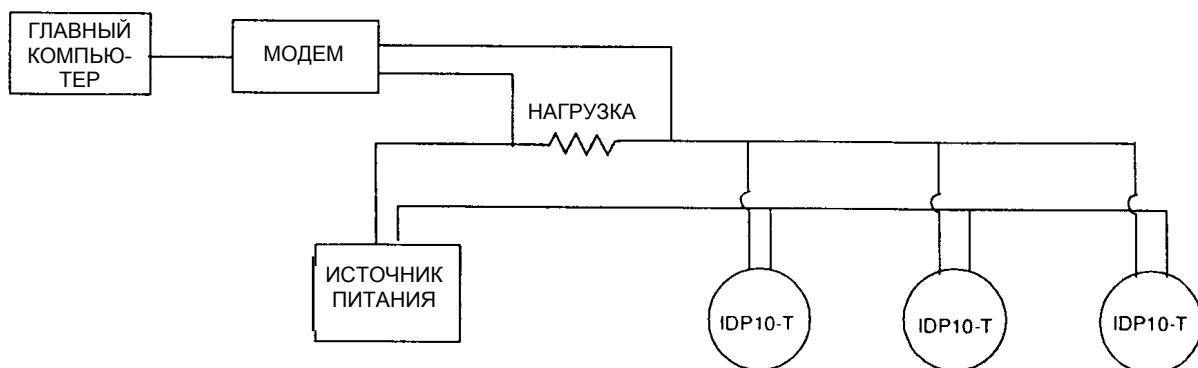 ГЛАВНЫЙ
КОМПЬЮ-
ТЕР
МОДЕМ
НАГРУЗКА
ИСТОЧНИК
ПИТАНИЯ
IDP10-T
IDP10-T
IDP10-T